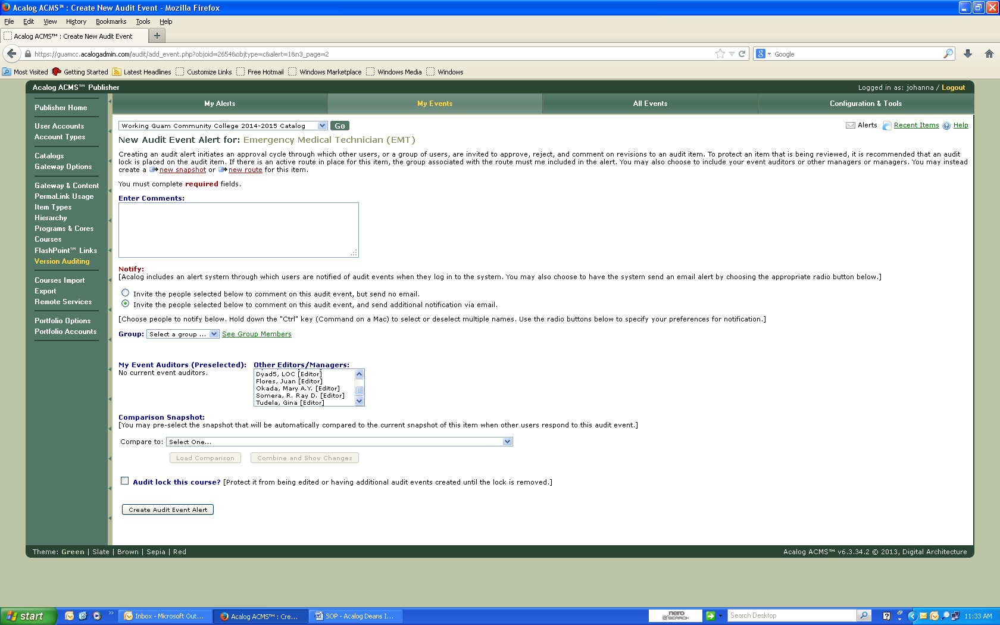 Acalog ACMS™ : Create New Audit Event - Mozilla Firefox
File Edit View History Bookmarks Tools Help
Acalog ACMS™ : Create New Audit Event
https://guamcc.acalogadmin.com/audit/add_event.php?objoid=2654&objtype=c&alert=1&n3_page=2
Google
Most Visited Getting Started Latest Headlines Customize Links Free Hotmail Windows Marketplace Windows Media Windows
Acalog ACMS™ Publisher
Logged in as: johanna / Logout
Publisher Home
User Accounts
Account Types
Catalogs
Gateway Options
Gateway & Content
PermaLink Usage
Item Types
Hierarchy
Programs & Cores
Courses
FlashPoint™ Links
Version Auditing
Courses Import
Export
Remote Services
Portfolio Options
Portfolio Accounts
My Alerts My Events All Events Configuration & Tools
Working Guam Community College 2014-2015 Catalog Go
Alerts Recent Items Help
New Audit Event Alert for: Emergency Medical Technician (EMT)
Creating an audit alert initiates an approval cycle through which other users, or a group of users, are invited to approve, reject, and comment on revisions to an audit item. To protect an item that is being reviewed, it is recommended that an audit
lock is placed on the audit item. If there is an active route in place for this item, the group associated with the route must me included in the alert. You may also choose to include your event auditors or other managers or managers. You may instead
create a new snapshot or new route for this item.
You must complete required fields.
Enter Comments:
Notify:
[Acalog includes an alert system through which users are notified of audit events when they log in to the system. You may also choose to have the system send an email alert by choosing the appropriate radio button below.]
Invite the people selected below to comment on this audit event, but send no email.
Invite the people selected below to comment on this audit event, and send additional notification via email.
[Choose people to notify below. Hold down the "Ctrl" key (Command on a Mac) to select or deselect multiple names. Use the radio buttons below to specify your preferences for notification.]
Group: Select a group ... See Group Members
My Event Auditors (Preselected): Other Editors/Managers:
No current event auditors.
Dyad5, LOC [Editor]
Flores, Juan [Editor]
Okada, Mary A.Y. [Editor]
Somera, R. Ray D. [Editor]
Tudela, Gina [Editor]
Comparison Snapshot:
[You may pre-select the snapshot that will be automatically compared to the current snapshot of this item when other users respond to this audit event.]
Compare to: Select One...
Load Comparison Combine and Show Changes
Audit lock this course? [Protect it from being edited or having additional audit events created until the lock is removed.]
Create Audit Event Alert
Theme: Green | Slate | Brown | Sepia | Red
Acalog ACMS™ v6.3.34.2 © 2013, Digital Architecture
start Inbox - Microsoft Out... Acalog ACMS™ : Cre... SOP - Acalog Deans I... nero SEARCH Search Desktop 11:33 AM